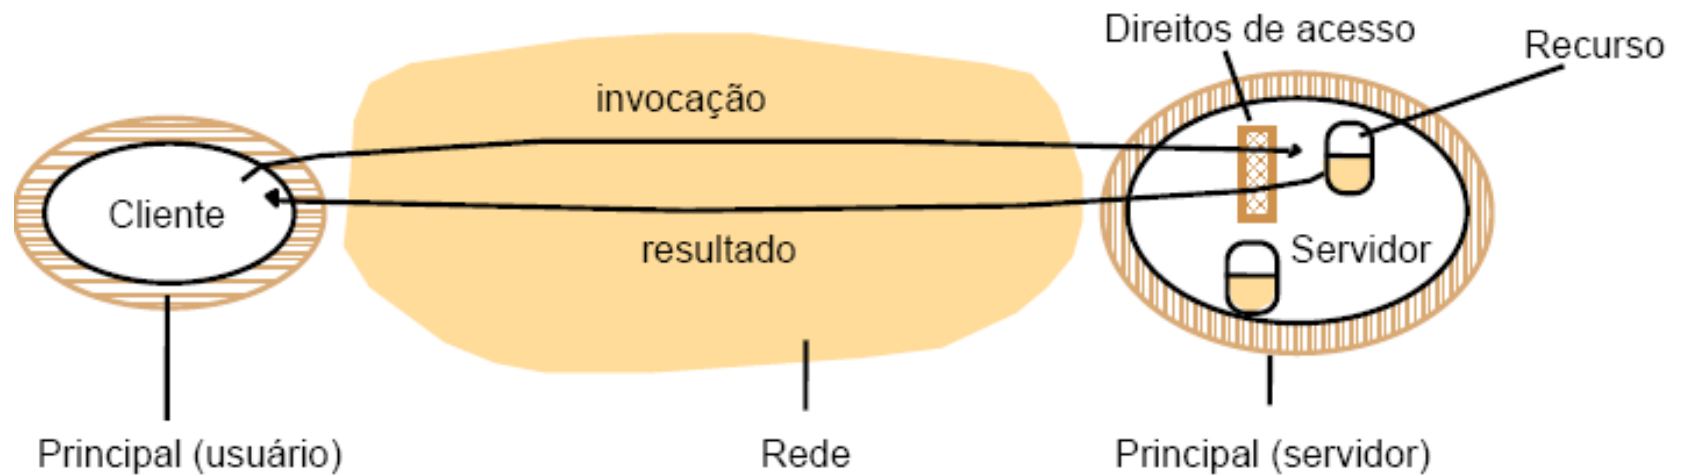 Direitos de acesso
Recurso
invocação
Cliente
resultado
Servidor
Principal (usuário)
Rede
Principal (servidor)